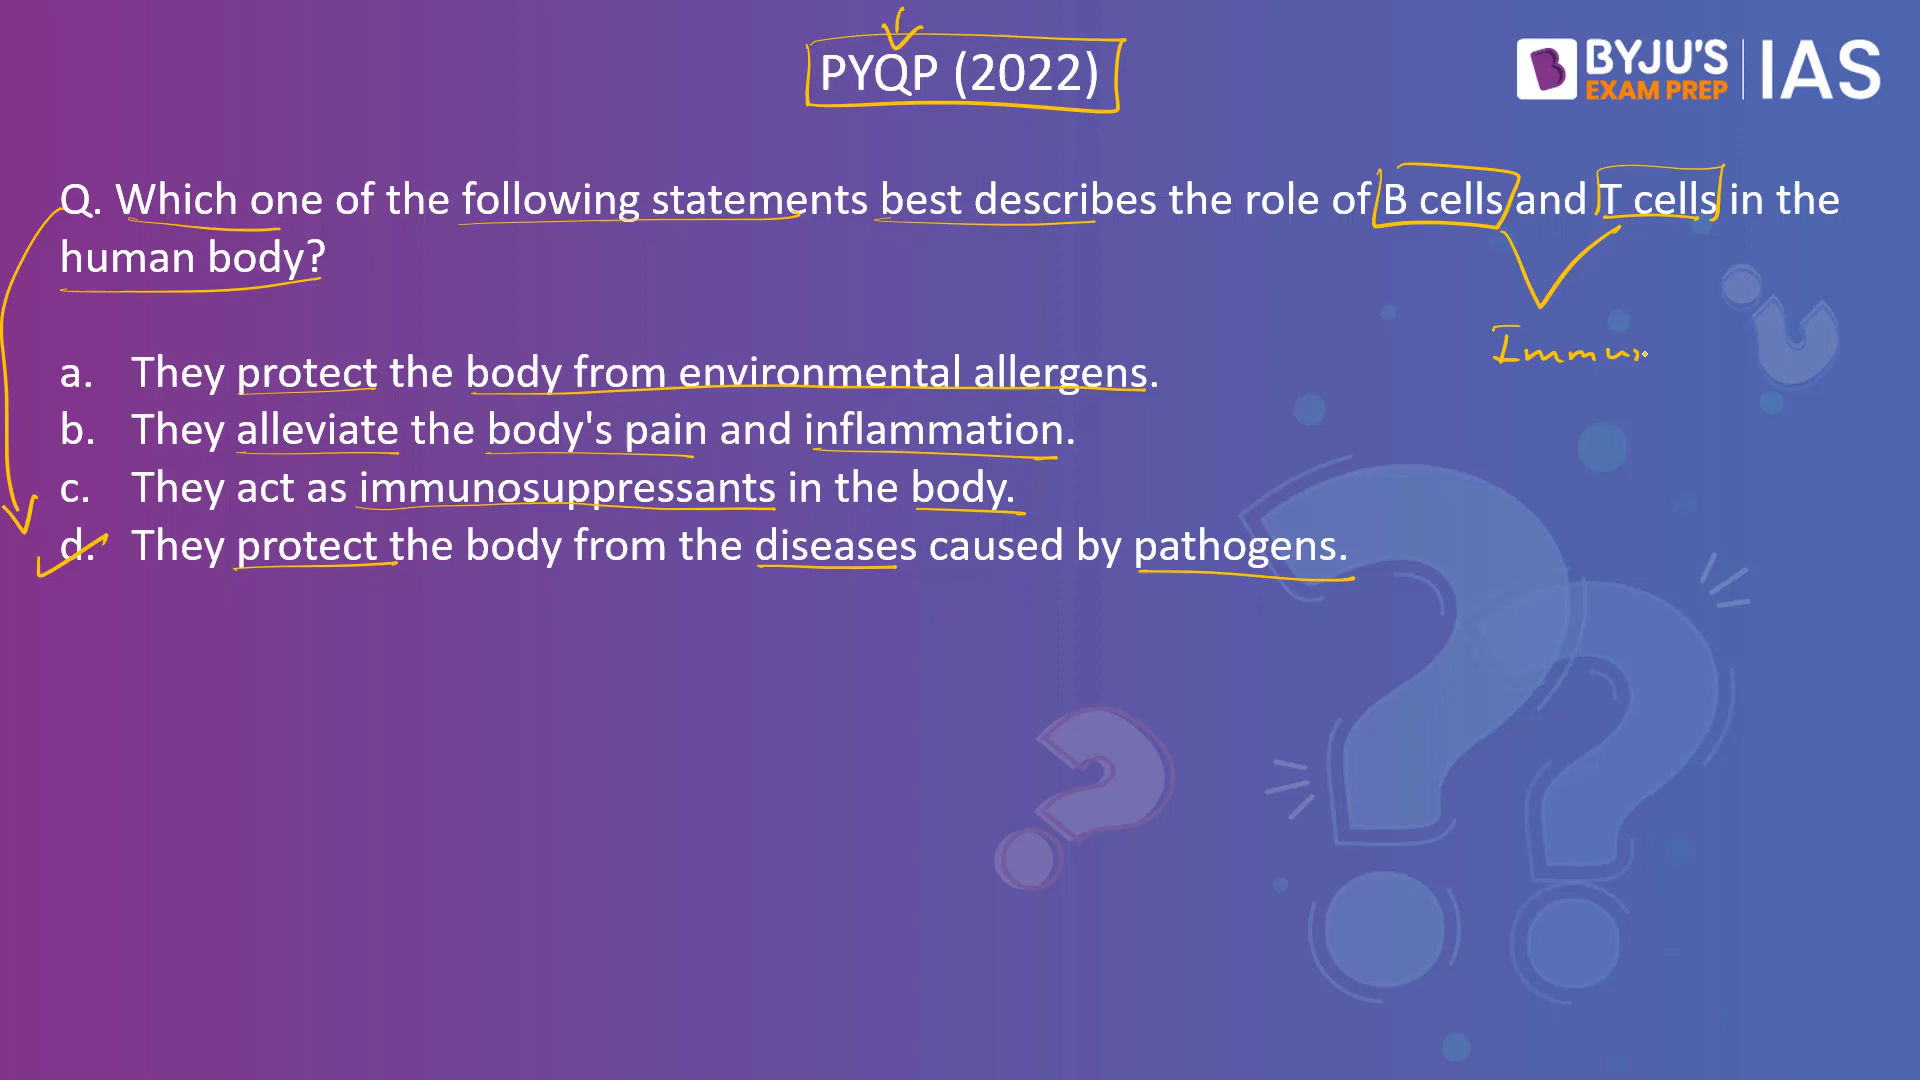 PYQP (2022)
BYJU'S
EXAM PREP
IAS
Q. Which one of the following statements best describes the role of B cells and T cells in the
human body?
Immu
a. They protect the body from environmental allergens.
b. They alleviate the body's pain and inflammation.
c. They act as immunosuppressants in the body.
d. They protect the body from the diseases caused by pathogens.